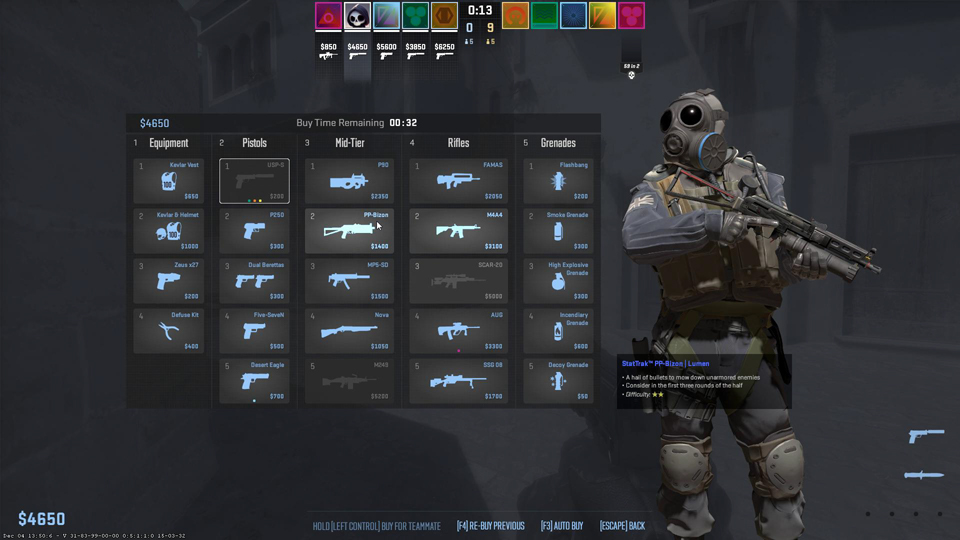 0:13
0 9
5 5
$850 $4650 $5600 $3850 $6250
59 in 2
$4650 Buy Time Remaining 00:32
1 Equipment 2 Pistols 3 Mid-Tier 4 Rifles 5 Grenades
1 Kevlar Vest $650
2 Kevlar & Helmet $1000
3 Zeus x27 $200
4 Defuse Kit $400
1 USP-S $200
2 P250 $300
3 Dual Berettas $300
4 Five-SeveN $500
5 Desert Eagle $700
1 P90 $2350
2 PP-Bizon $1400
3 MP5-SD $1500
4 Nova $1050
5 M249 $5200
1 FAMAS $2050
2 M4A4 $3100
3 SCAR-20 $5000
4 AUG $3300
5 SSG 08 $1700
1 Flashbang $200
2 Smoke Grenade $300
3 High Explosive Grenade $300
4 Incendiary Grenade $600
5 Decoy Grenade $50
StatTrak™ PP-Bizon | Lumen
• A hail of bullets to mow down unarmored enemies
• Consider in the first three rounds of the half
• Difficulty: ★★
$4650
HOLD [LEFT CONTROL] BUY FOR TEAMMATE [F4] RE-BUY PREVIOUS [F3] AUTO BUY [ESCAPE] BACK